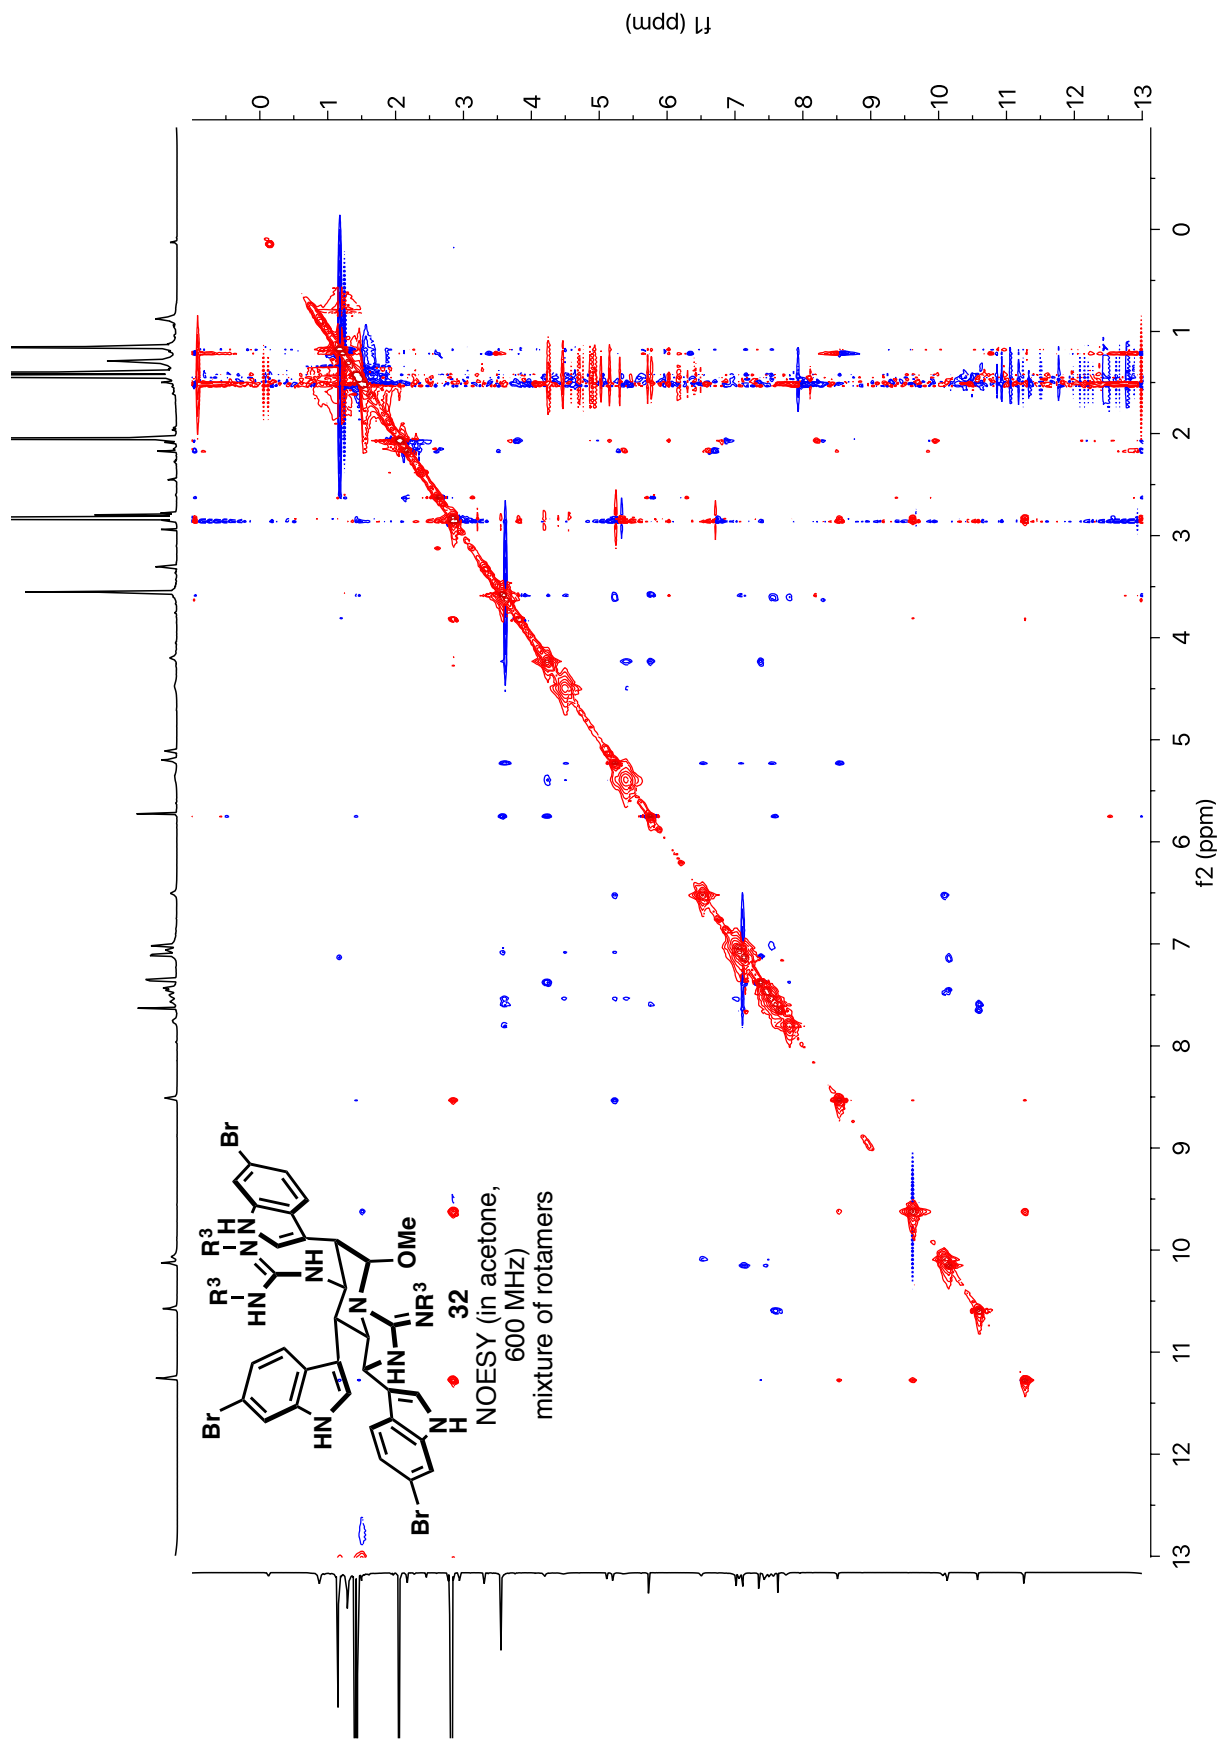 f1 (ppm)
0
1
2
3
4
5
6
7
8
9
10
11
12
13
0
1
2
3
4
5
6
7
8
9
10
11
12
13
f2 (ppm)
Br
R³
H
N
N
R³
HN
NH
OMe
Br
N
NR³
HN
HN
N
H
Br
32
NOESY (in acetone,
600 MHz)
mixture of rotamers